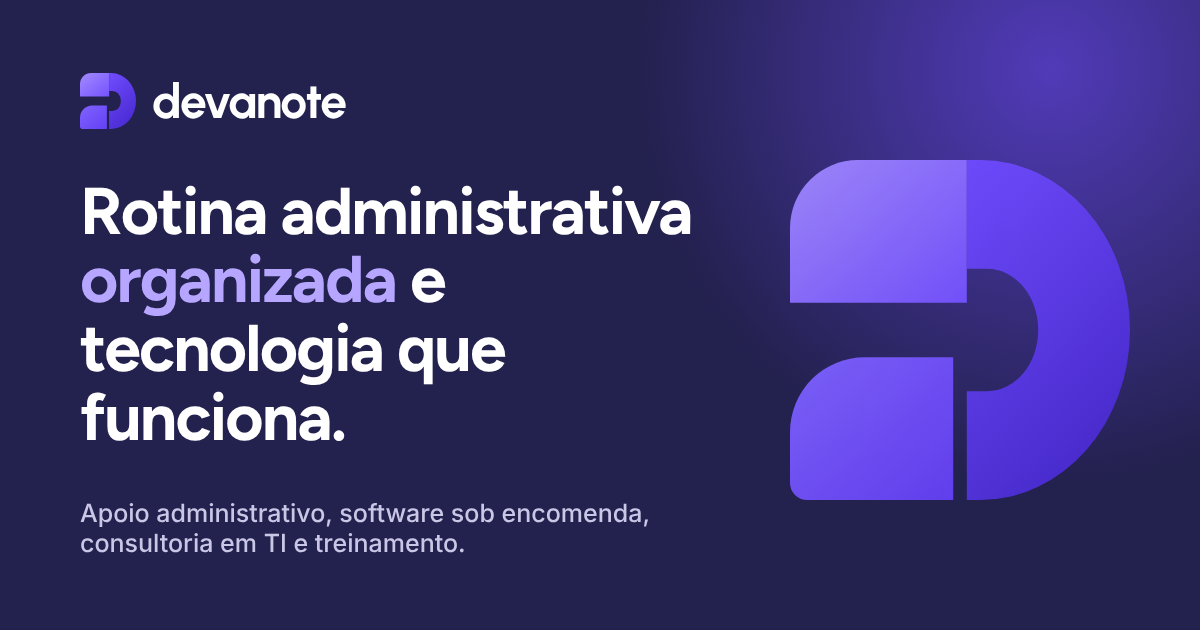 devanote
Rotina administrativa
organizada e
tecnologia que
funciona.
Apoio administrativo, software sob encomenda,
consultoria em TI e treinamento.